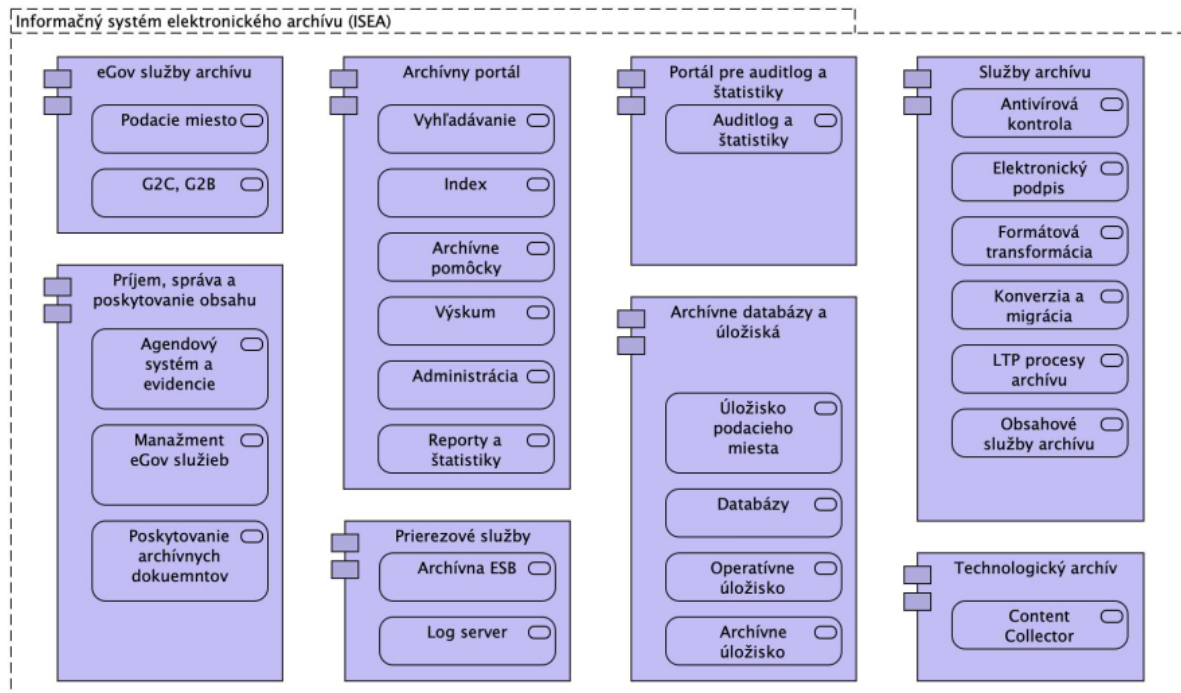 Informačný systém elektronického archívu (ISEA)
eGov služby archívu
Podacie miesto
G2C, G2B
Príjem, správa a
poskytovanie obsahu
Agendový
systém a
evidencie
Manažment
eGov služieb
Poskytovanie
archívnych
dokuemntov
Archívny portál
Vyhľadávanie
Index
Archívne
pomôcky
Výskum
Administrácia
Reporty a
štatistiky
Prierezové služby
Archívna ESB
Log server
Portál pre auditlog a
štatistiky
Auditlog a
štatistiky
Archívne databázy a
úložiská
Úložisko
podacieho
miesta
Databázy
Operatívne
úložisko
Archívne
úložisko
Služby archívu
Antivírová
kontrola
Elektronický
podpis
Formátová
transformácia
Konverzia a
migrácia
LTP procesy
archívu
Obsahové
služby archívu
Technologický archív
Content
Collector